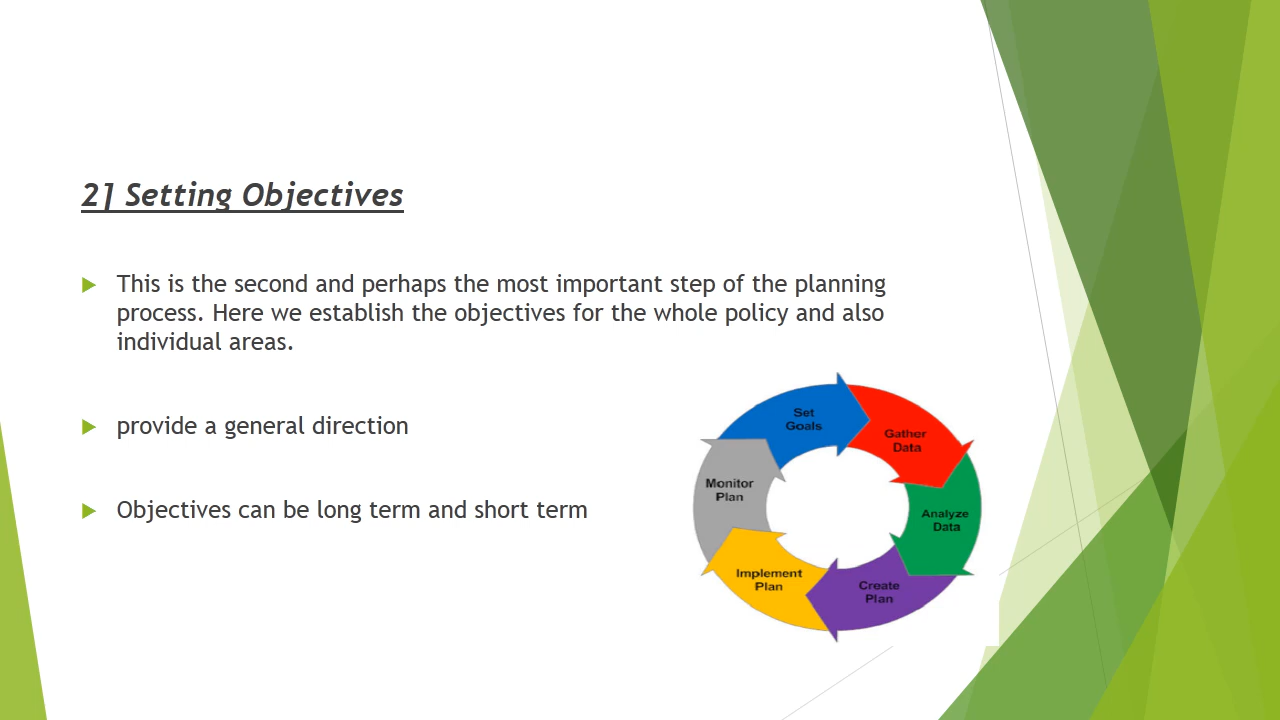 2] Setting Objectives
This is the second and perhaps the most important step of the planning
process. Here we establish the objectives for the whole policy and also
individual areas.
provide a general direction
Objectives can be long term and short term
Set
Goals
Gather
Data
Analyze
Data
Create
Plan
Implement
Plan
Monitor
Plan